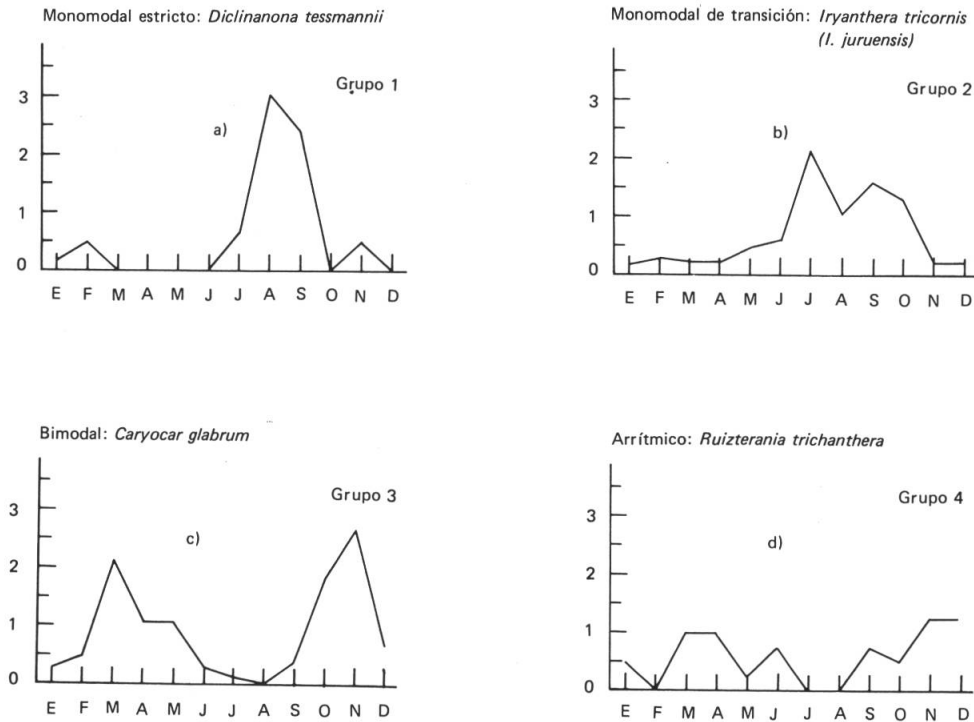 Monomodal estricto: Diclinanona tessmannii
Grupo 1
a)
3
2
1
0
E F M A M J J A S O N D
Monomodal de transición: Iryanthera tricornis
(I. juruensis)
Grupo 2
b)
3
2
1
0
E F M A M J J A S O N D
Bimodal: Caryocar glabrum
Grupo 3
c)
3
2
1
0
E F M A M J J A S O N D
Arrítmico: Ruizterania trichanthera
Grupo 4
d)
3
2
1
0
E F M A M J J A S O N D